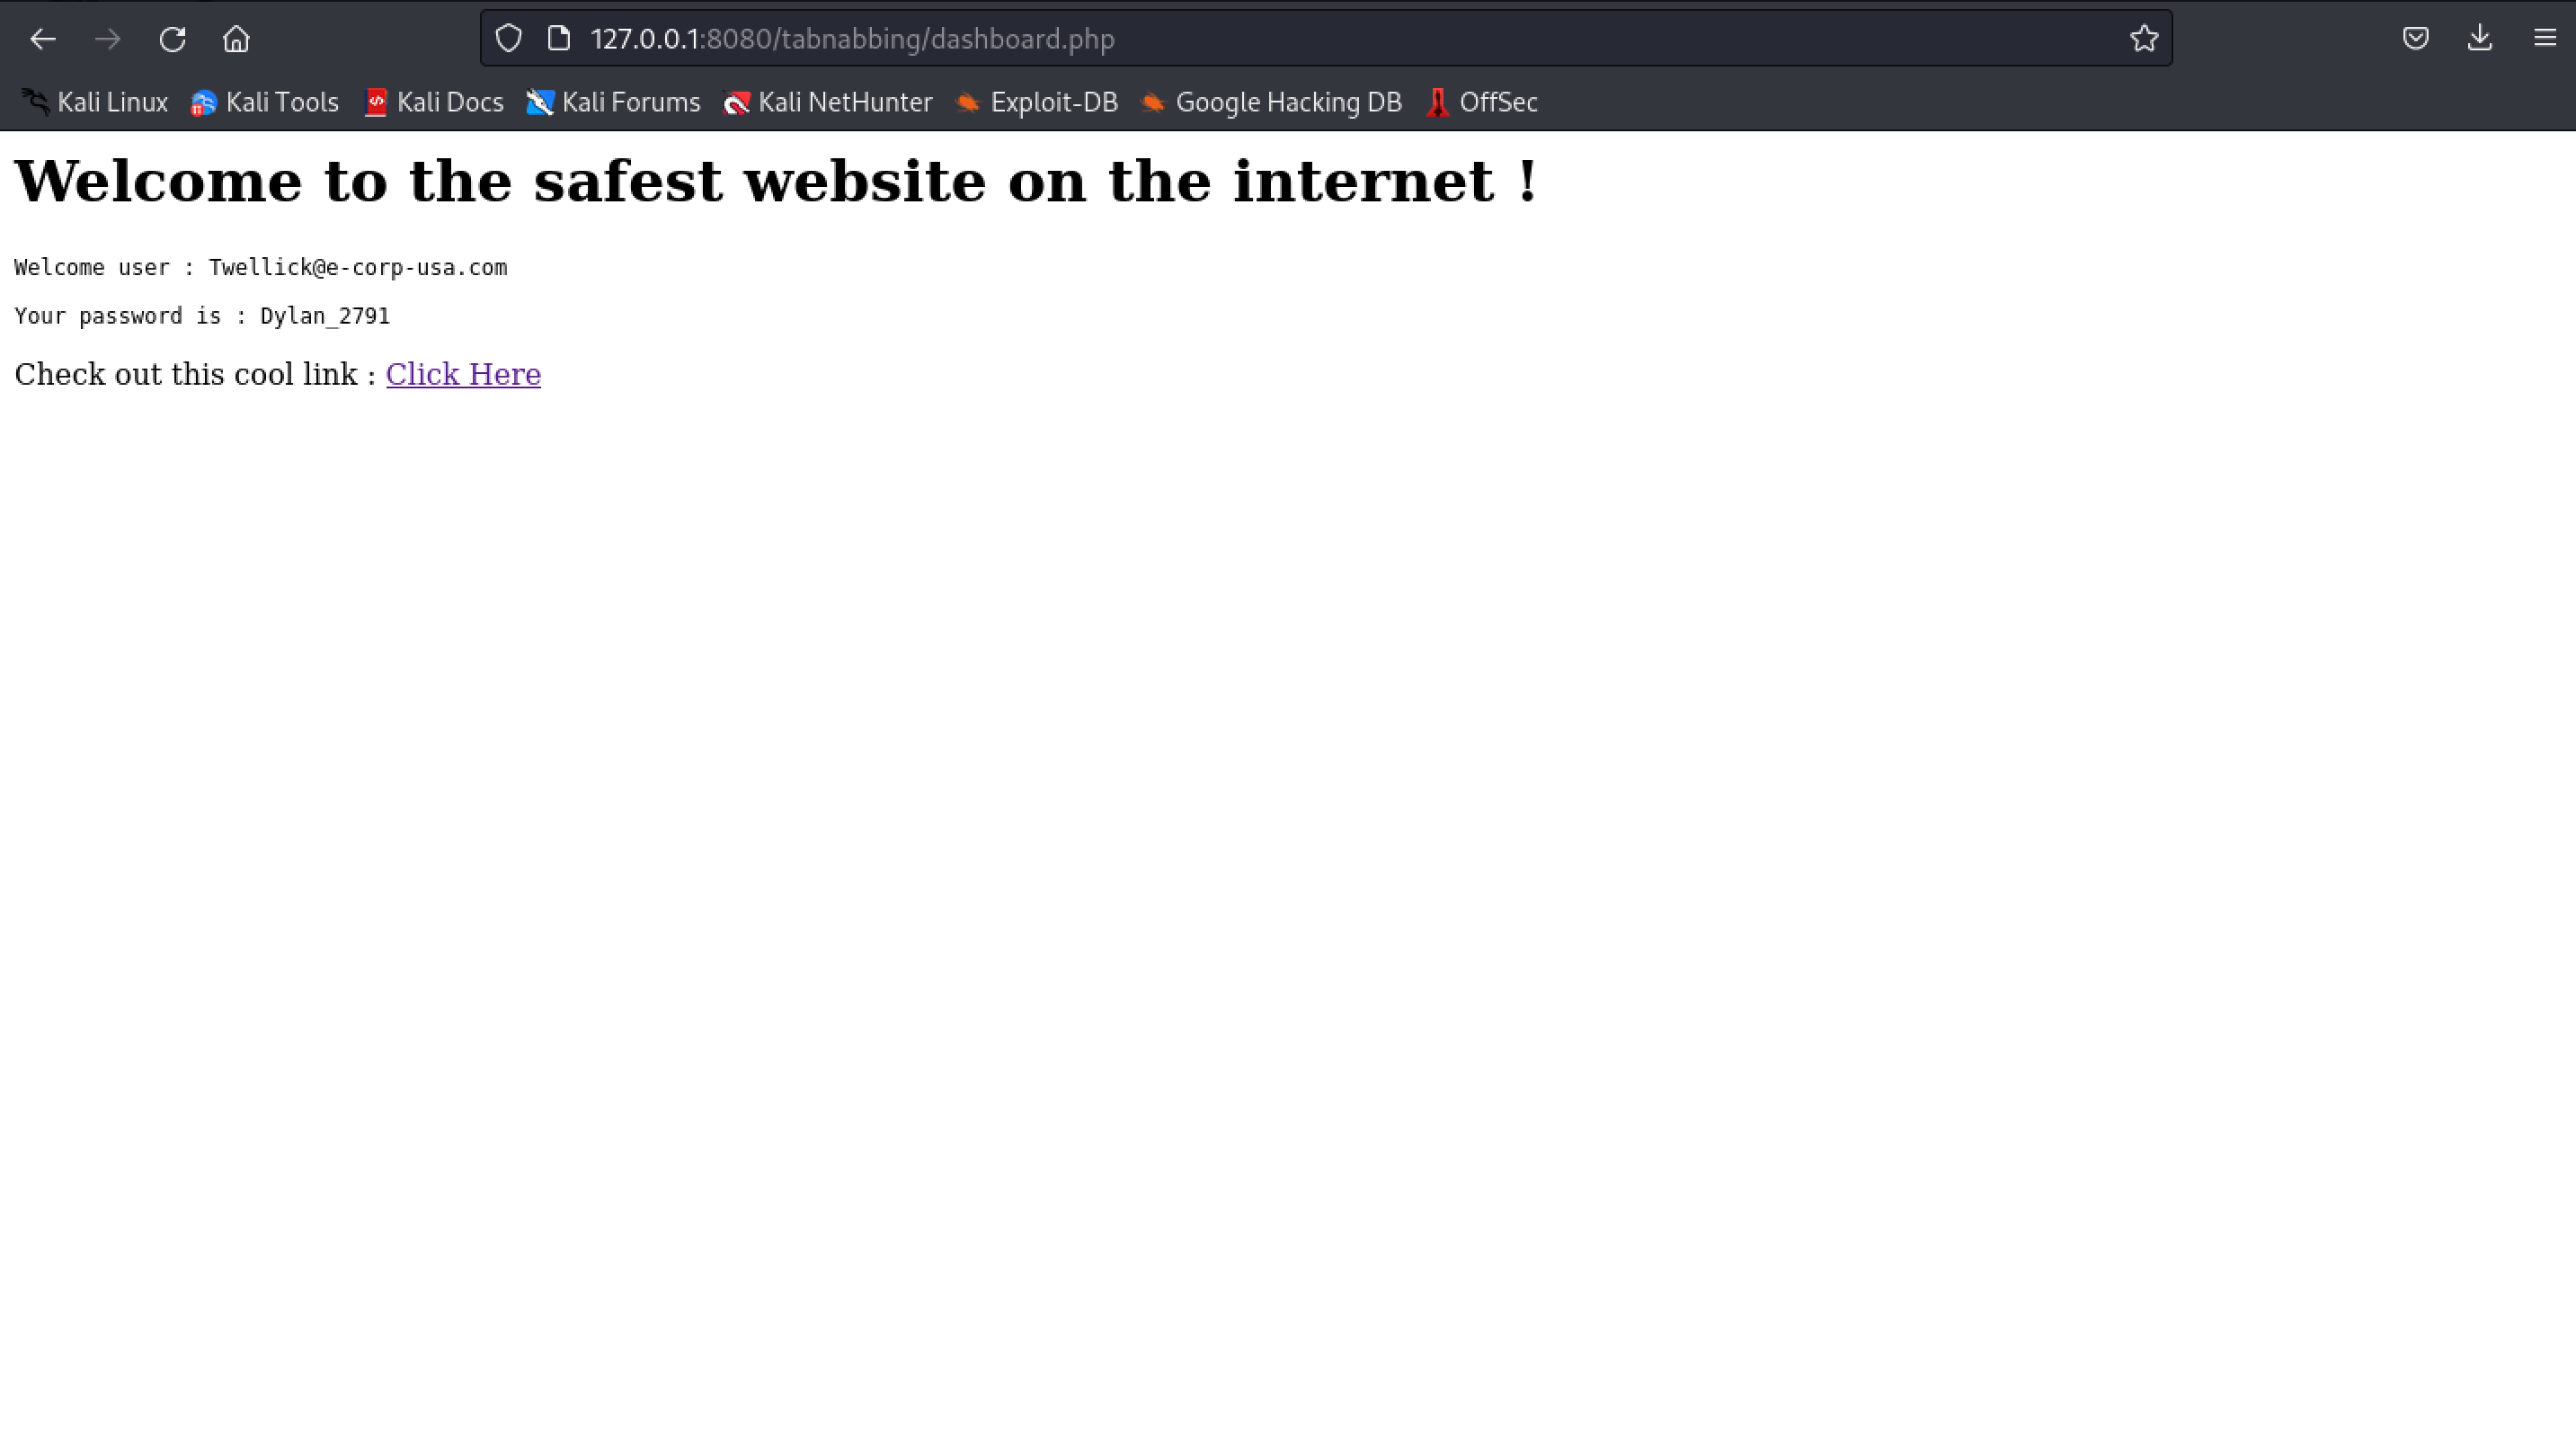 127.0.0.1:8080/tabnabbing/dashboard.php
Kali Linux Kali Tools Kali Docs Kali Forums Kali NetHunter Exploit-DB Google Hacking DB OffSec
Welcome to the safest website on the internet !
Welcome user : Twellick@e-corp-usa.com
Your password is : Dylan_2791
Check out this cool link : Click Here